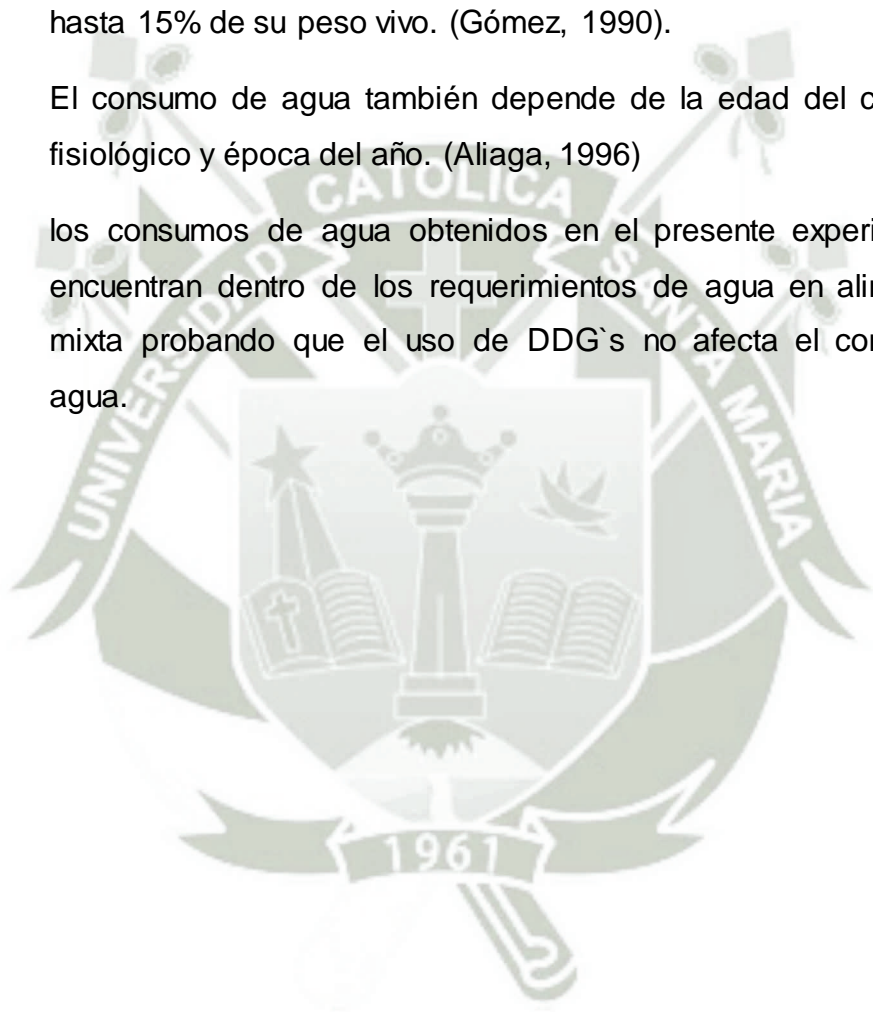 hasta 15% de su peso vivo. (Gómez, 1990).
El consumo de agua también depende de la edad del
fisiológico y época del año. (Aliaga, 1996)
los consumos de agua obtenidos en el presente
encuentran dentro de los requerimientos de agua en
mixta probando que el uso de DDG`s no afecta el
agua.
UNIVERSIDAD CATOLICA SANTA MARIA
1961